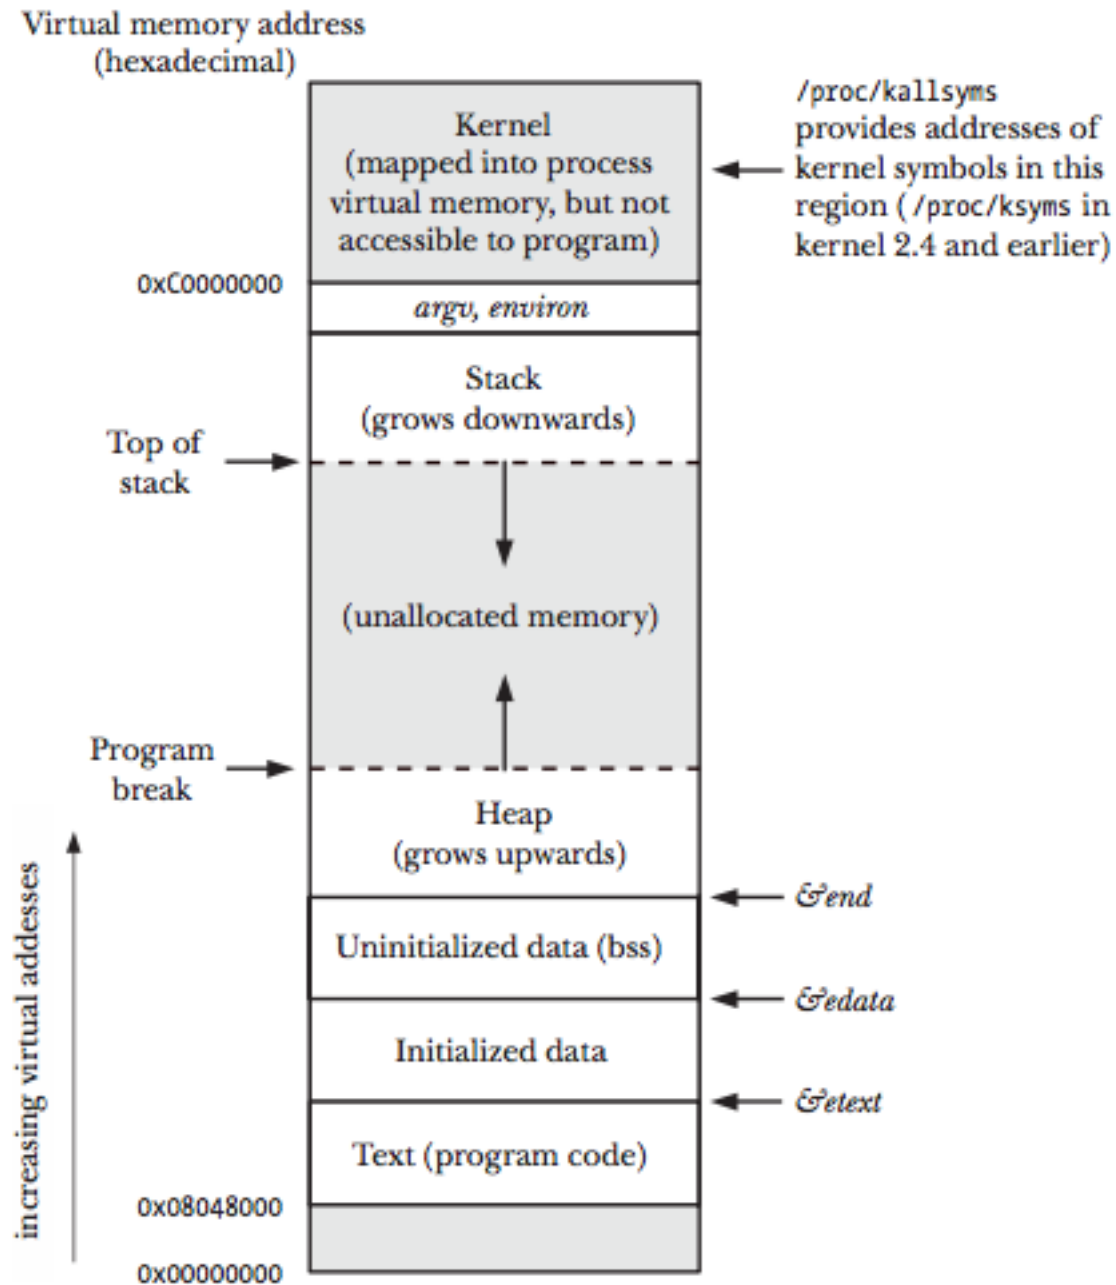 Virtual memory address
(hexadecimal)
/proc/kallsyms
provides addresses of
kernel symbols in this
region (/proc/ksyms in
kernel 2.4 and earlier)
Kernel
(mapped into process
virtual memory, but not
accessible to program)
0xC0000000
argv, environ
Stack
(grows downwards)
Top of
stack
(unallocated memory)
Program
break
Heap
(grows upwards)
&end
Uninitialized data (bss)
&edata
Initialized data
&etext
Text (program code)
0x08048000
0x00000000
increasing virtual addesses